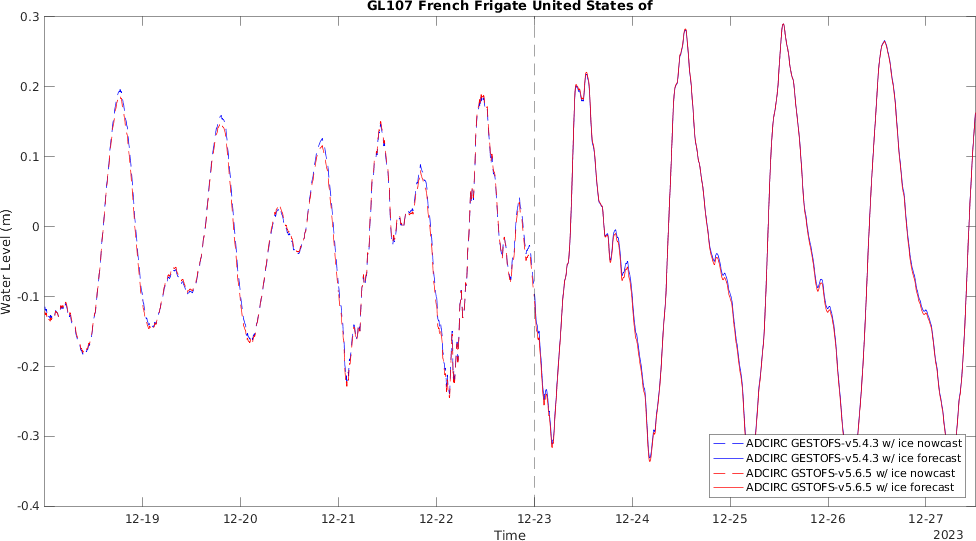 GL107 French Frigate United States of
0.3
0.2
0.1
0
-0.1
-0.2
-0.3
-0.4
Water Level (m)
ADCIRC GESTOFS-v5.4.3 w/ ice nowcast
ADCIRC GESTOFS-v5.4.3 w/ ice forecast
ADCIRC GSTOFS-v5.6.5 w/ ice nowcast
ADCIRC GSTOFS-v5.6.5 w/ ice forecast
12-19 12-20 12-21 12-22 12-23 12-24 12-25 12-26 12-27
Time
2023